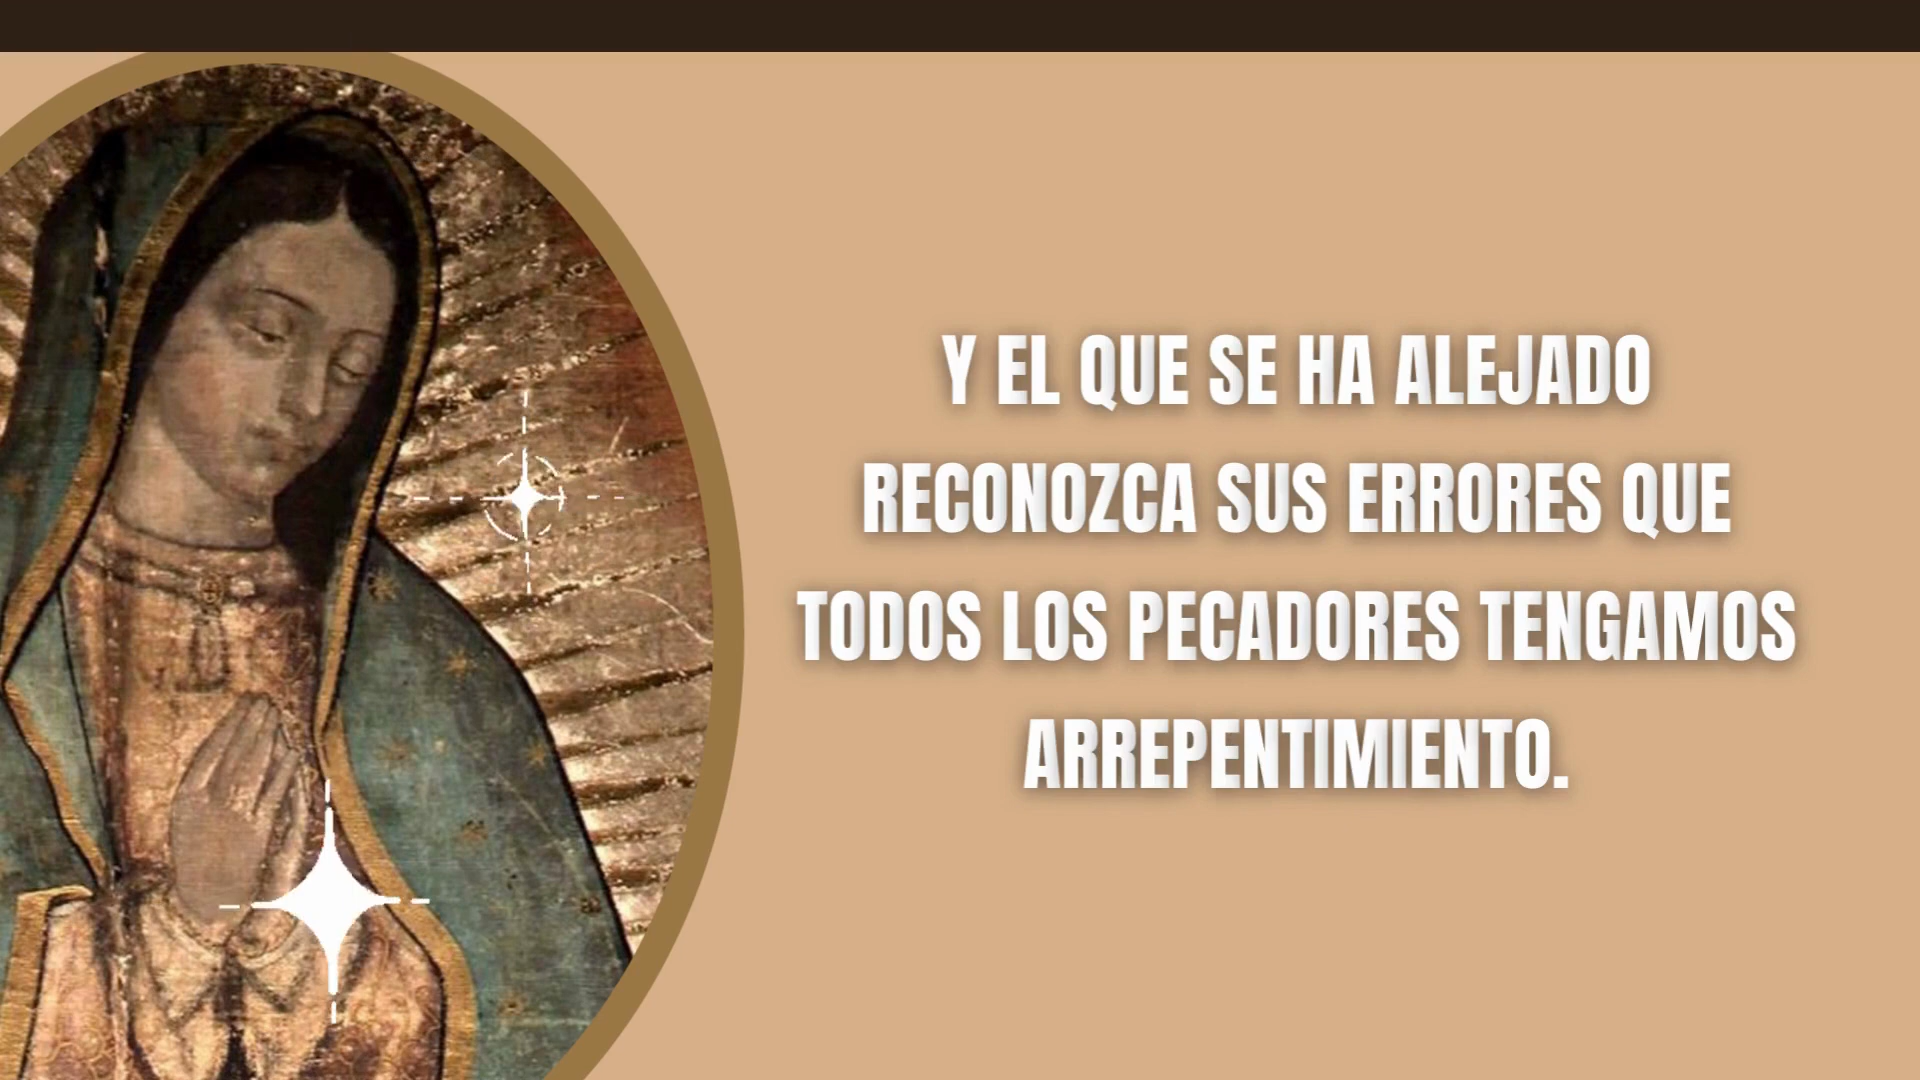 Y EL QUE SE HA ALEJADO
RECONOZCA SUS ERRORES QUE
TODOS LOS PECADORES TENGAMOS
ARREPENTIMIENTO.